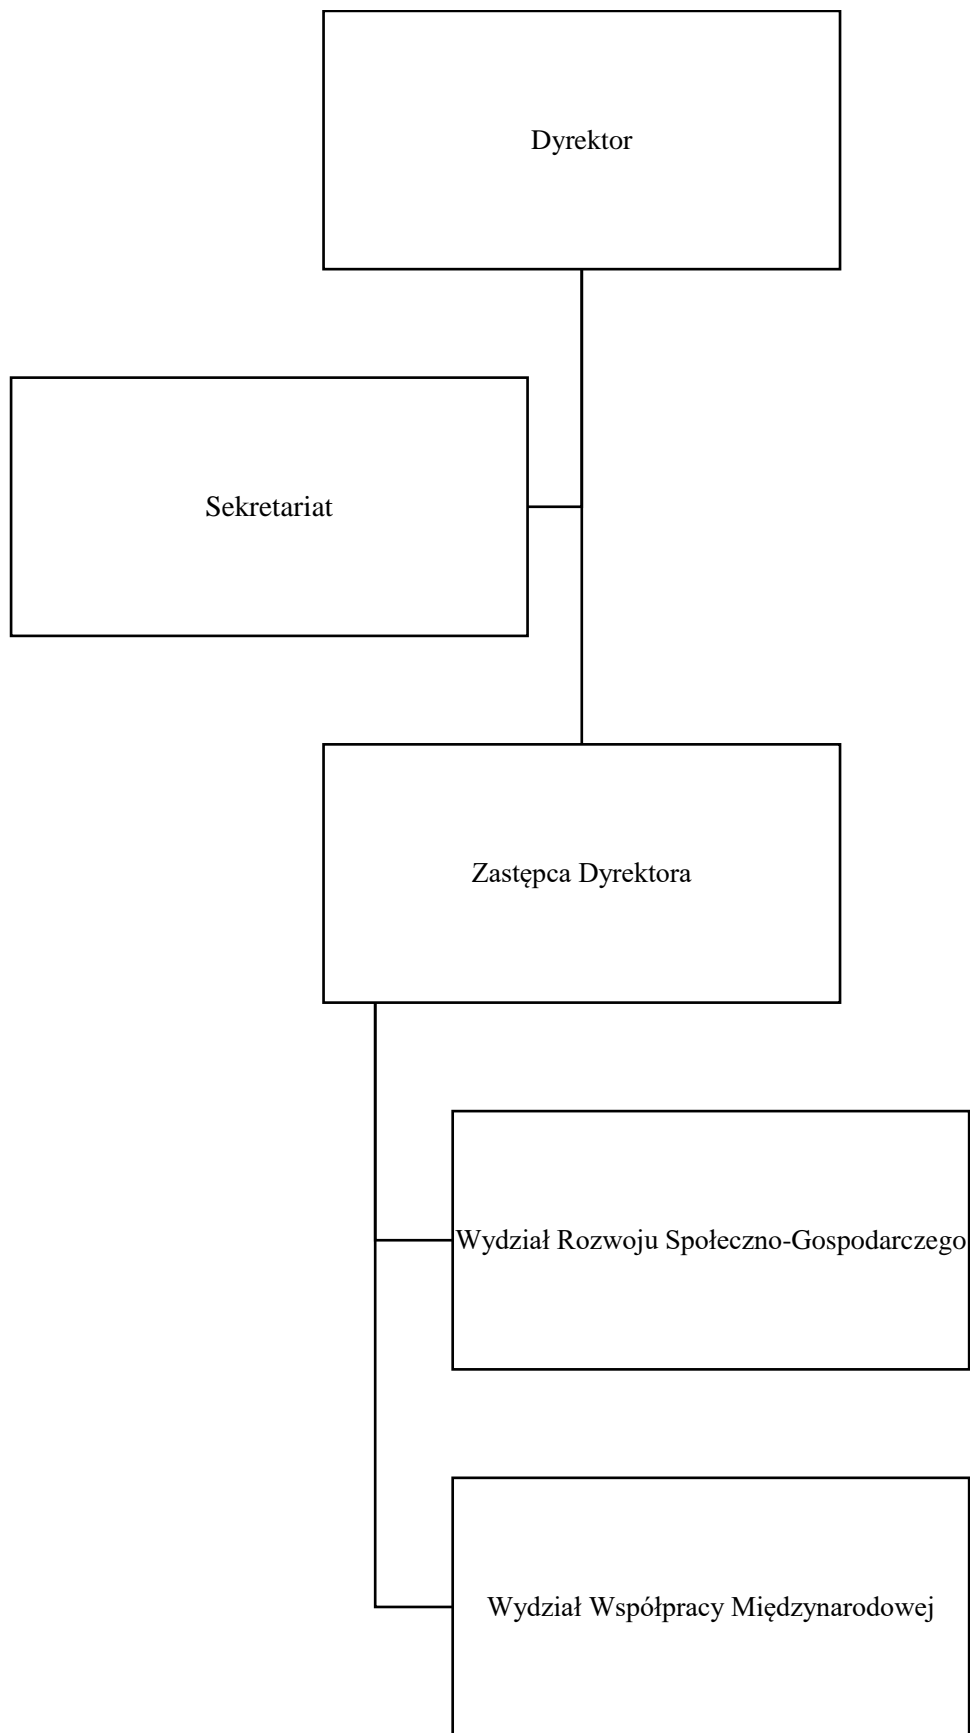 Dyrektor
Sekretariat
Zastępca Dyrektora
Wydział Rozwoju Społeczno-Gospodarczego
Wydział Współpracy Międzynarodowej